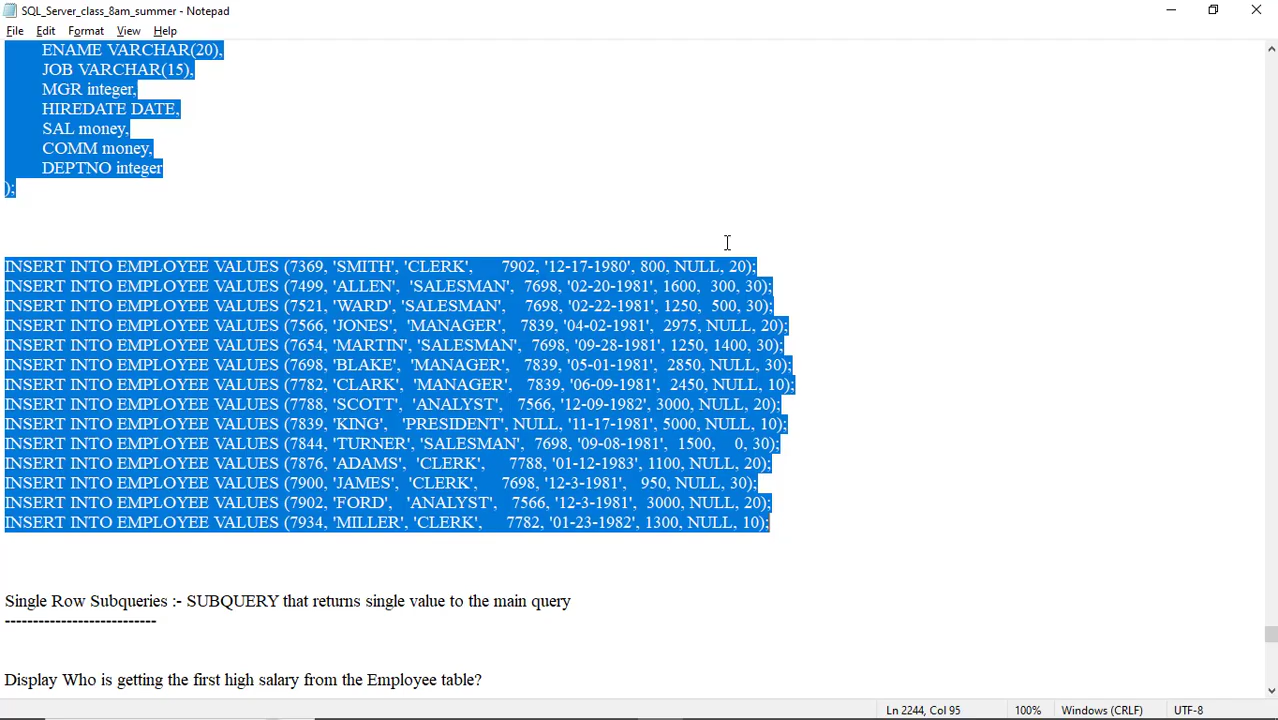 SQL_Server_class_8am_summer - Notepad
File Edit Format View Help
ENAME VARCHAR(20),
JOB VARCHAR(15),
MGR integer,
HIREDATE DATE,
SAL money,
COMM money,
DEPTNO integer
);
INSERT INTO EMPLOYEE VALUES (7369, 'SMITH', 'CLERK', 7902, '12-17-1980', 800, NULL, 20);
INSERT INTO EMPLOYEE VALUES (7499, 'ALLEN', 'SALESMAN', 7698, '02-20-1981', 1600, 300, 30);
INSERT INTO EMPLOYEE VALUES (7521, 'WARD', 'SALESMAN', 7698, '02-22-1981', 1250, 500, 30);
INSERT INTO EMPLOYEE VALUES (7566, 'JONES', 'MANAGER', 7839, '04-02-1981', 2975, NULL, 20);
INSERT INTO EMPLOYEE VALUES (7654, 'MARTIN', 'SALESMAN', 7698, '09-28-1981', 1250, 1400, 30);
INSERT INTO EMPLOYEE VALUES (7698, 'BLAKE', 'MANAGER', 7839, '05-01-1981', 2850, NULL, 30);
INSERT INTO EMPLOYEE VALUES (7782, 'CLARK', 'MANAGER', 7839, '06-09-1981', 2450, NULL, 10);
INSERT INTO EMPLOYEE VALUES (7788, 'SCOTT', 'ANALYST', 7566, '12-09-1982', 3000, NULL, 20);
INSERT INTO EMPLOYEE VALUES (7839, 'KING', 'PRESIDENT', NULL, '11-17-1981', 5000, NULL, 10);
INSERT INTO EMPLOYEE VALUES (7844, 'TURNER', 'SALESMAN', 7698, '09-08-1981', 1500, 0, 30);
INSERT INTO EMPLOYEE VALUES (7876, 'ADAMS', 'CLERK', 7788, '01-12-1983', 1100, NULL, 20);
INSERT INTO EMPLOYEE VALUES (7900, 'JAMES', 'CLERK', 7698, '12-3-1981', 950, NULL, 30);
INSERT INTO EMPLOYEE VALUES (7902, 'FORD', 'ANALYST', 7566, '12-3-1981', 3000, NULL, 20);
INSERT INTO EMPLOYEE VALUES (7934, 'MILLER', 'CLERK', 7782, '01-23-1982', 1300, NULL, 10);
Single Row Subqueries :- SUBQUERY that returns single value to the main query
---------------------------
Display Who is getting the first high salary from the Employee table?
Ln 2244, Col 95 100% Windows (CRLF) UTF-8